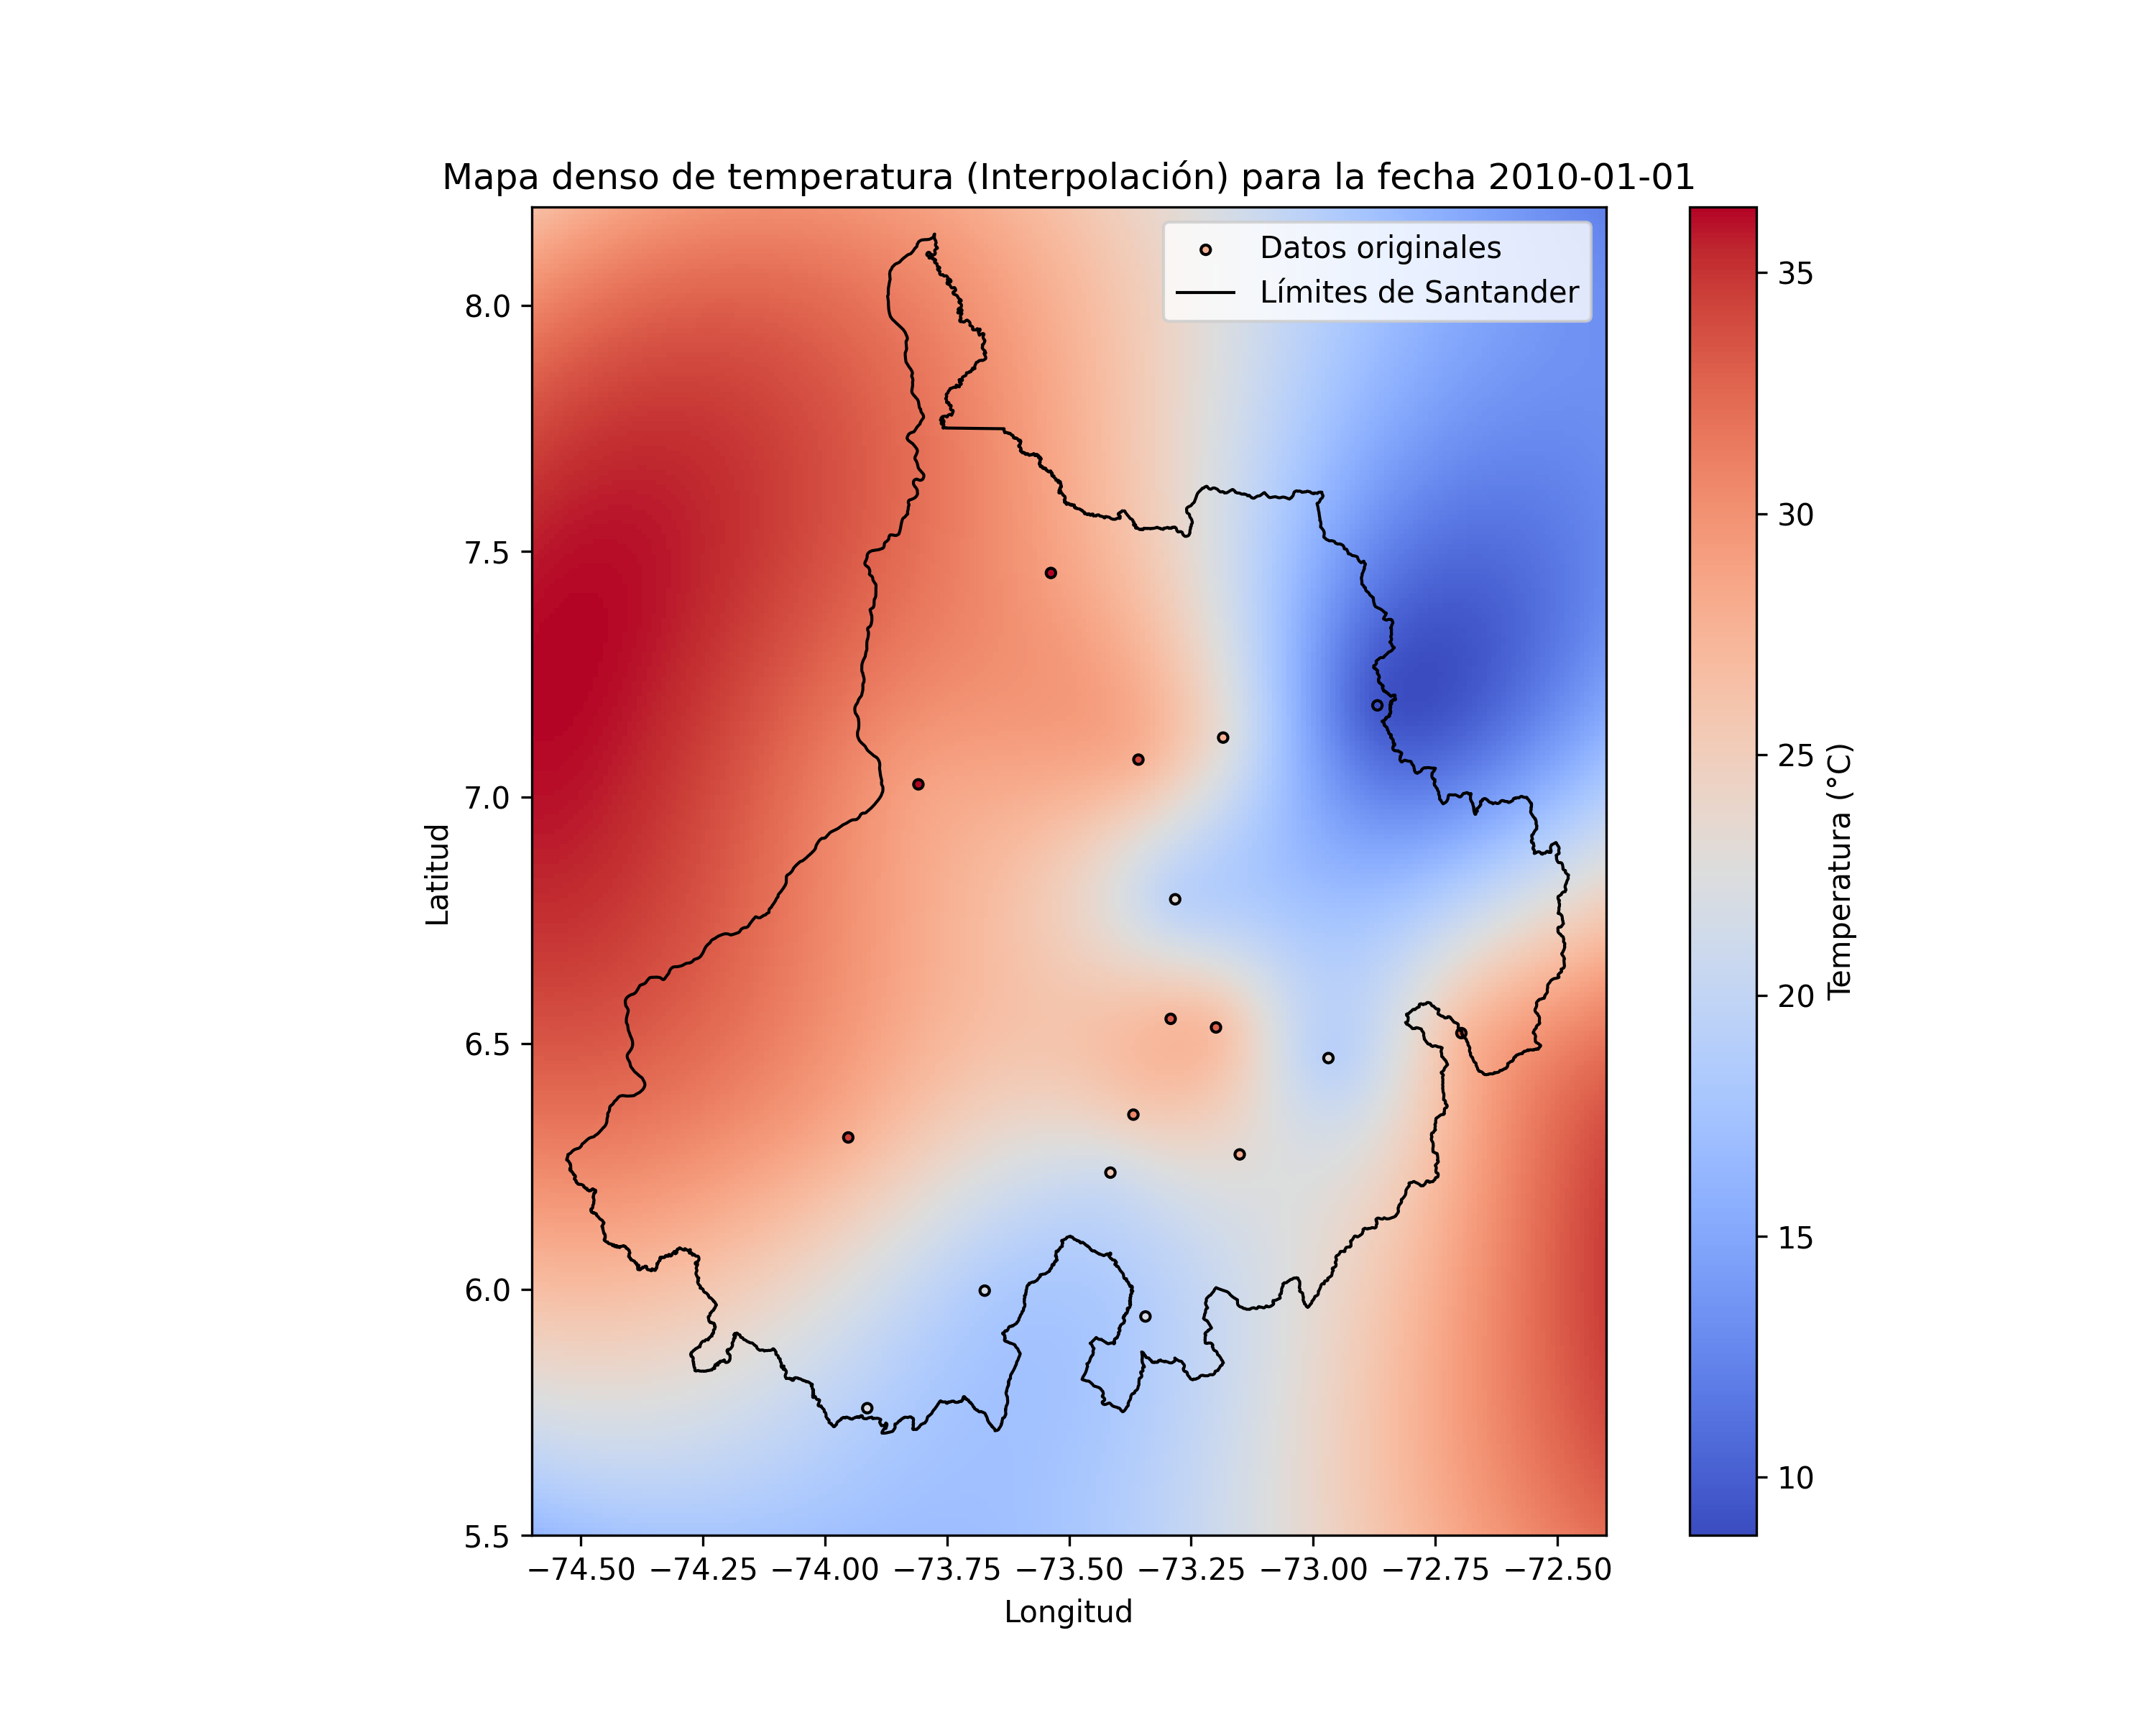 Mapa denso de temperatura (Interpolación) para la fecha 2010-01-01
Datos originales
Límites de Santander
8.0
7.5
7.0
6.5
6.0
5.5
Latitud
−74.50 −74.25 −74.00 −73.75 −73.50 −73.25 −73.00 −72.75 −72.50
Longitud
35
30
25
20
15
10
Temperatura (°C)